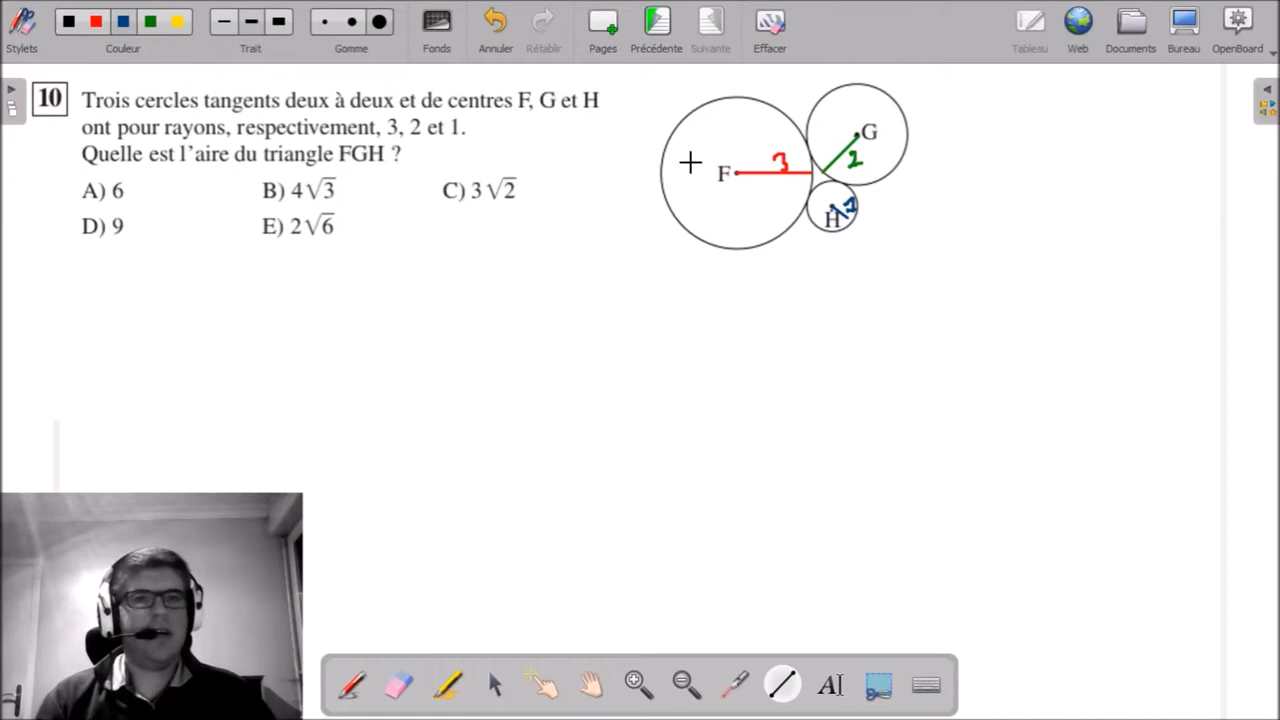 Stylets
Couleur
Trait
Gomme
Fonds
Annuler
Rétablir
Pages
Précédente
Suivante
Effacer
Tableau
Web
Documents
Bureau
OpenBoard
10 Trois cercles tangents deux à deux et de centres F, G et H
ont pour rayons, respectivement, 3, 2 et 1.
Quelle est l'aire du triangle FGH ?
A) 6 B) 4√3 C) 3√2
D) 9 E) 2√6
G
2
3
F
1
H
AI